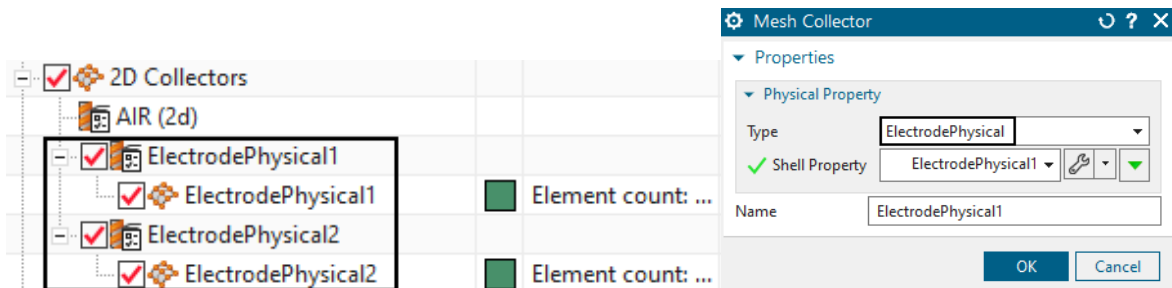 2D Collectors
AIR (2d)
ElectrodePhysical1
ElectrodePhysical1 Element count: ...
ElectrodePhysical2
ElectrodePhysical2 Element count: ...
Mesh Collector ?
Properties
Physical Property
Type ElectrodePhysical
Shell Property ElectrodePhysical1
Name ElectrodePhysical1
OK Cancel